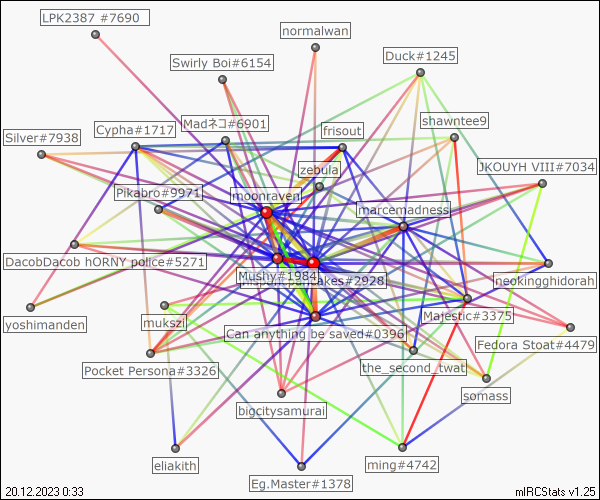 LPK2387 #7690
normalwan
Duck#1245
Swirly Boi#6154
shawntee9
Madネコ#6901
Cypha#1717
frisout
Silver#7938
zebula
JKOUYH VIII#7034
Pikabro#9971
moonraven
marcemadness
DacobDacob hORNY police#5271
Mushy#1984
akes#2928
neokingghidorah
yoshimanden
mukszi
Can anything be saved#0396
Majestic#3375
Fedora Stoat#4479
Pocket Persona#3326
the_second_twat
somass
bigcitysamurai
eliakith
Eg.Master#1378
ming#4742
20.12.2023 0:33
mIRCStats v1.25